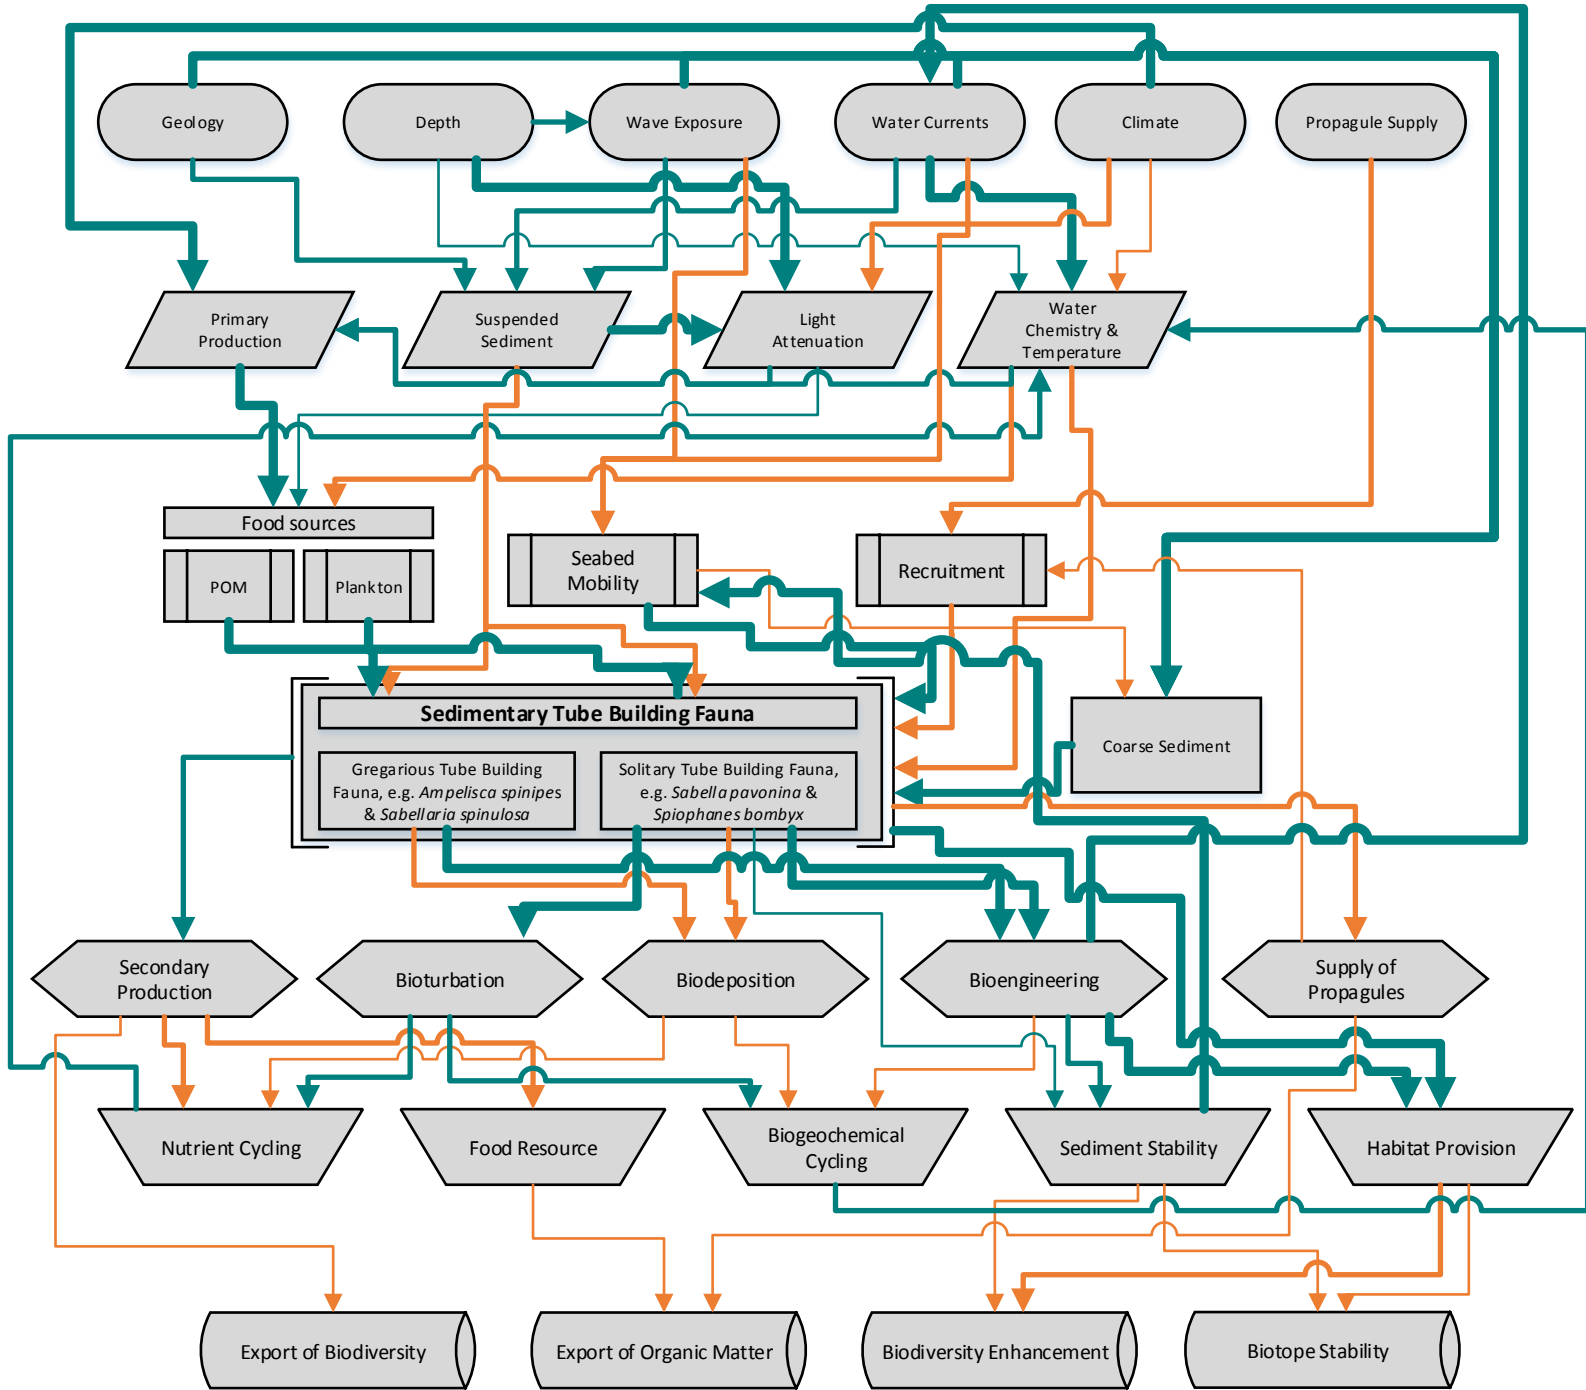 Geology
Depth
Wave Exposure
Water Currents
Climate
Propagule Supply
Primary
Production
Suspended
Sediment
Light
Attenuation
Water
Chemistry &
Temperature
Food sources
POM
Plankton
Seabed
Mobility
Recruitment
Sedimentary Tube Building Fauna
Gregarious Tube Building
Fauna, e.g. Ampelisca spinipes
& Sabellaria spinulosa
Solitary Tube Building Fauna,
e.g. Sabella pavonina &
Spiophanes bombyx
Coarse Sediment
Secondary
Production
Bioturbation
Biodeposition
Bioengineering
Supply of
Propagules
Nutrient Cycling
Food Resource
Biogeochemical
Cycling
Sediment Stability
Habitat Provision
Export of Biodiversity
Export of Organic Matter
Biodiversity Enhancement
Biotope Stability